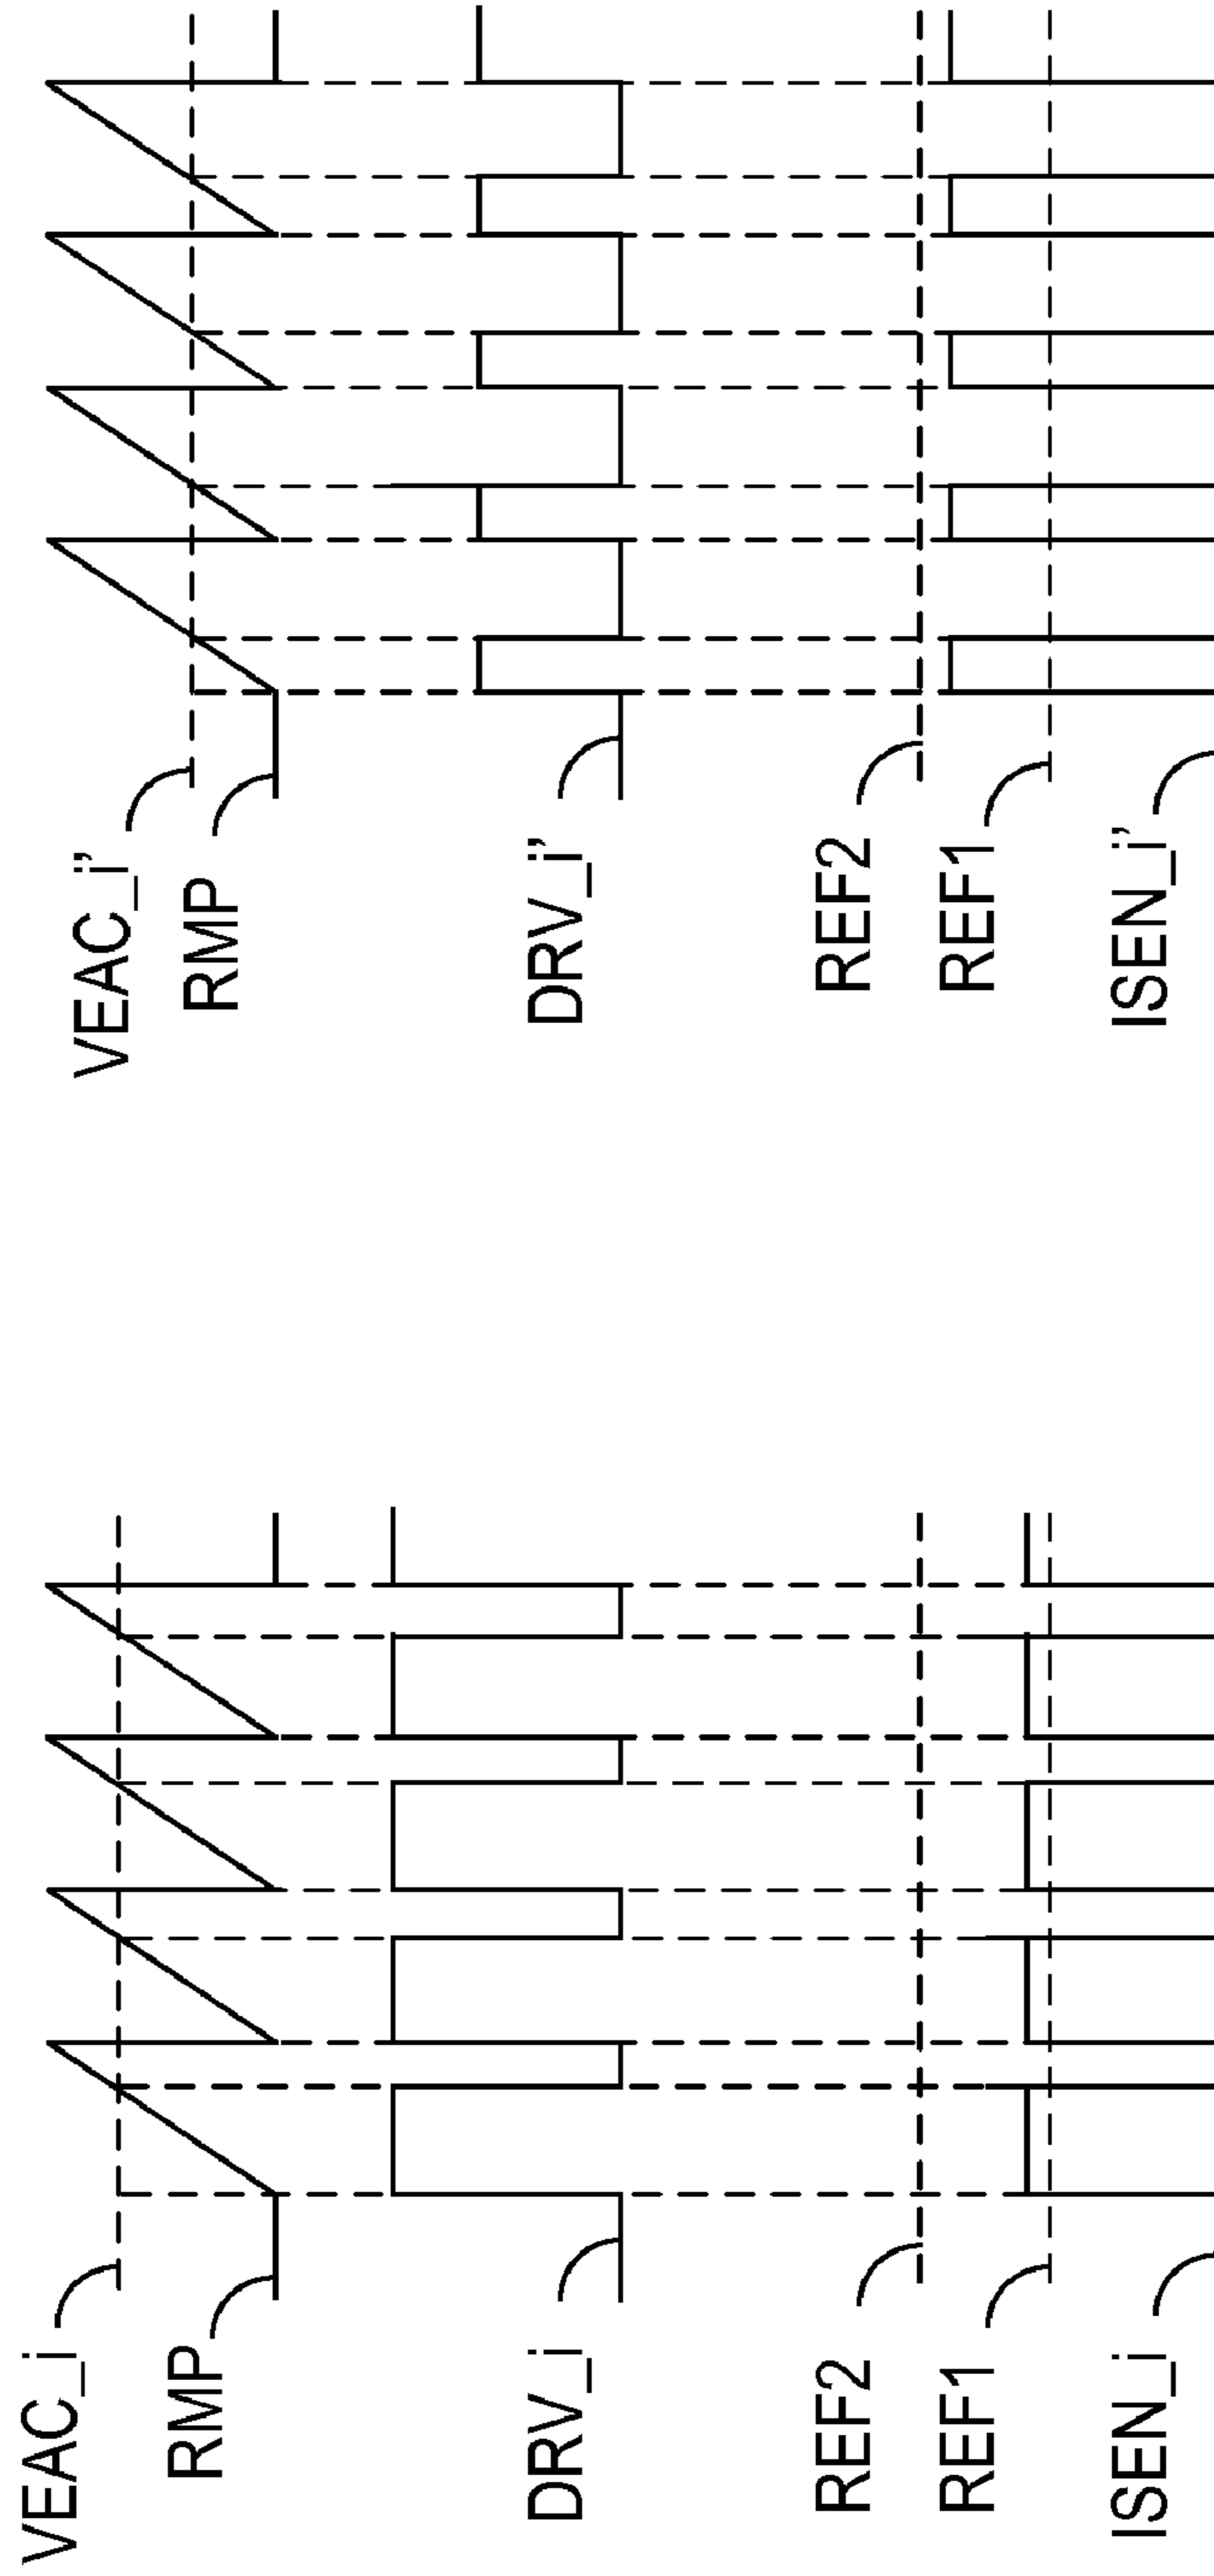 VEAC_i
RMP
DRV_i
REF2
REF1
ISEN_i
VEAC_i’
RMP
DRV_i’
REF2
REF1
ISEN_i’